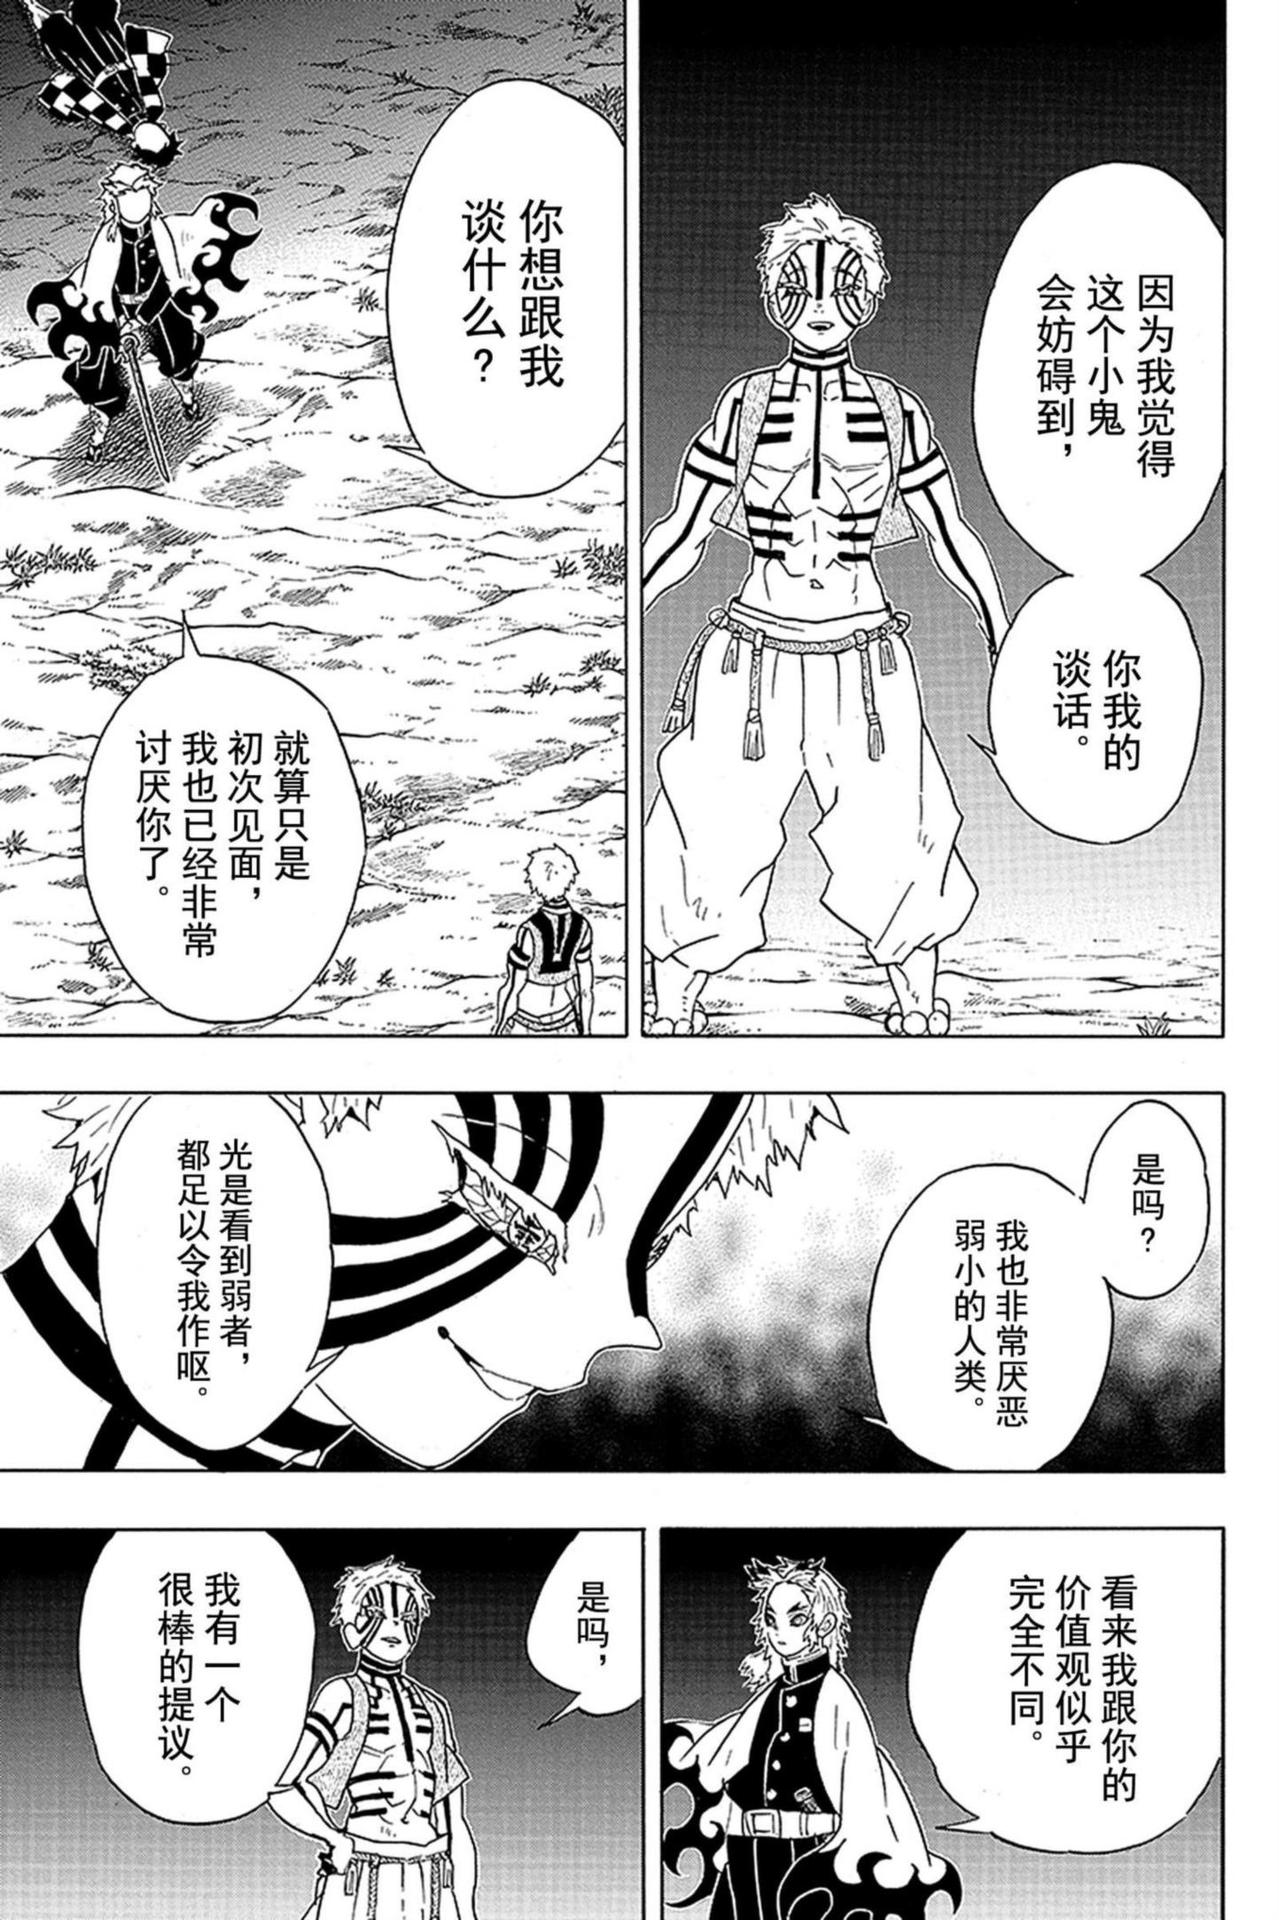 因为我觉得
这个小鬼
会妨碍到，
你我的
谈话。
你想跟我
谈什么？
就算只是
初次见面，
我也已经非常
讨厌你了。
是吗？
我也非常厌恶
弱小的人类。
光是看到弱者，
都足以令我作呕。
看来我跟你的
价值观似乎
完全不同。
是吗，
我有一个
很棒的提议。